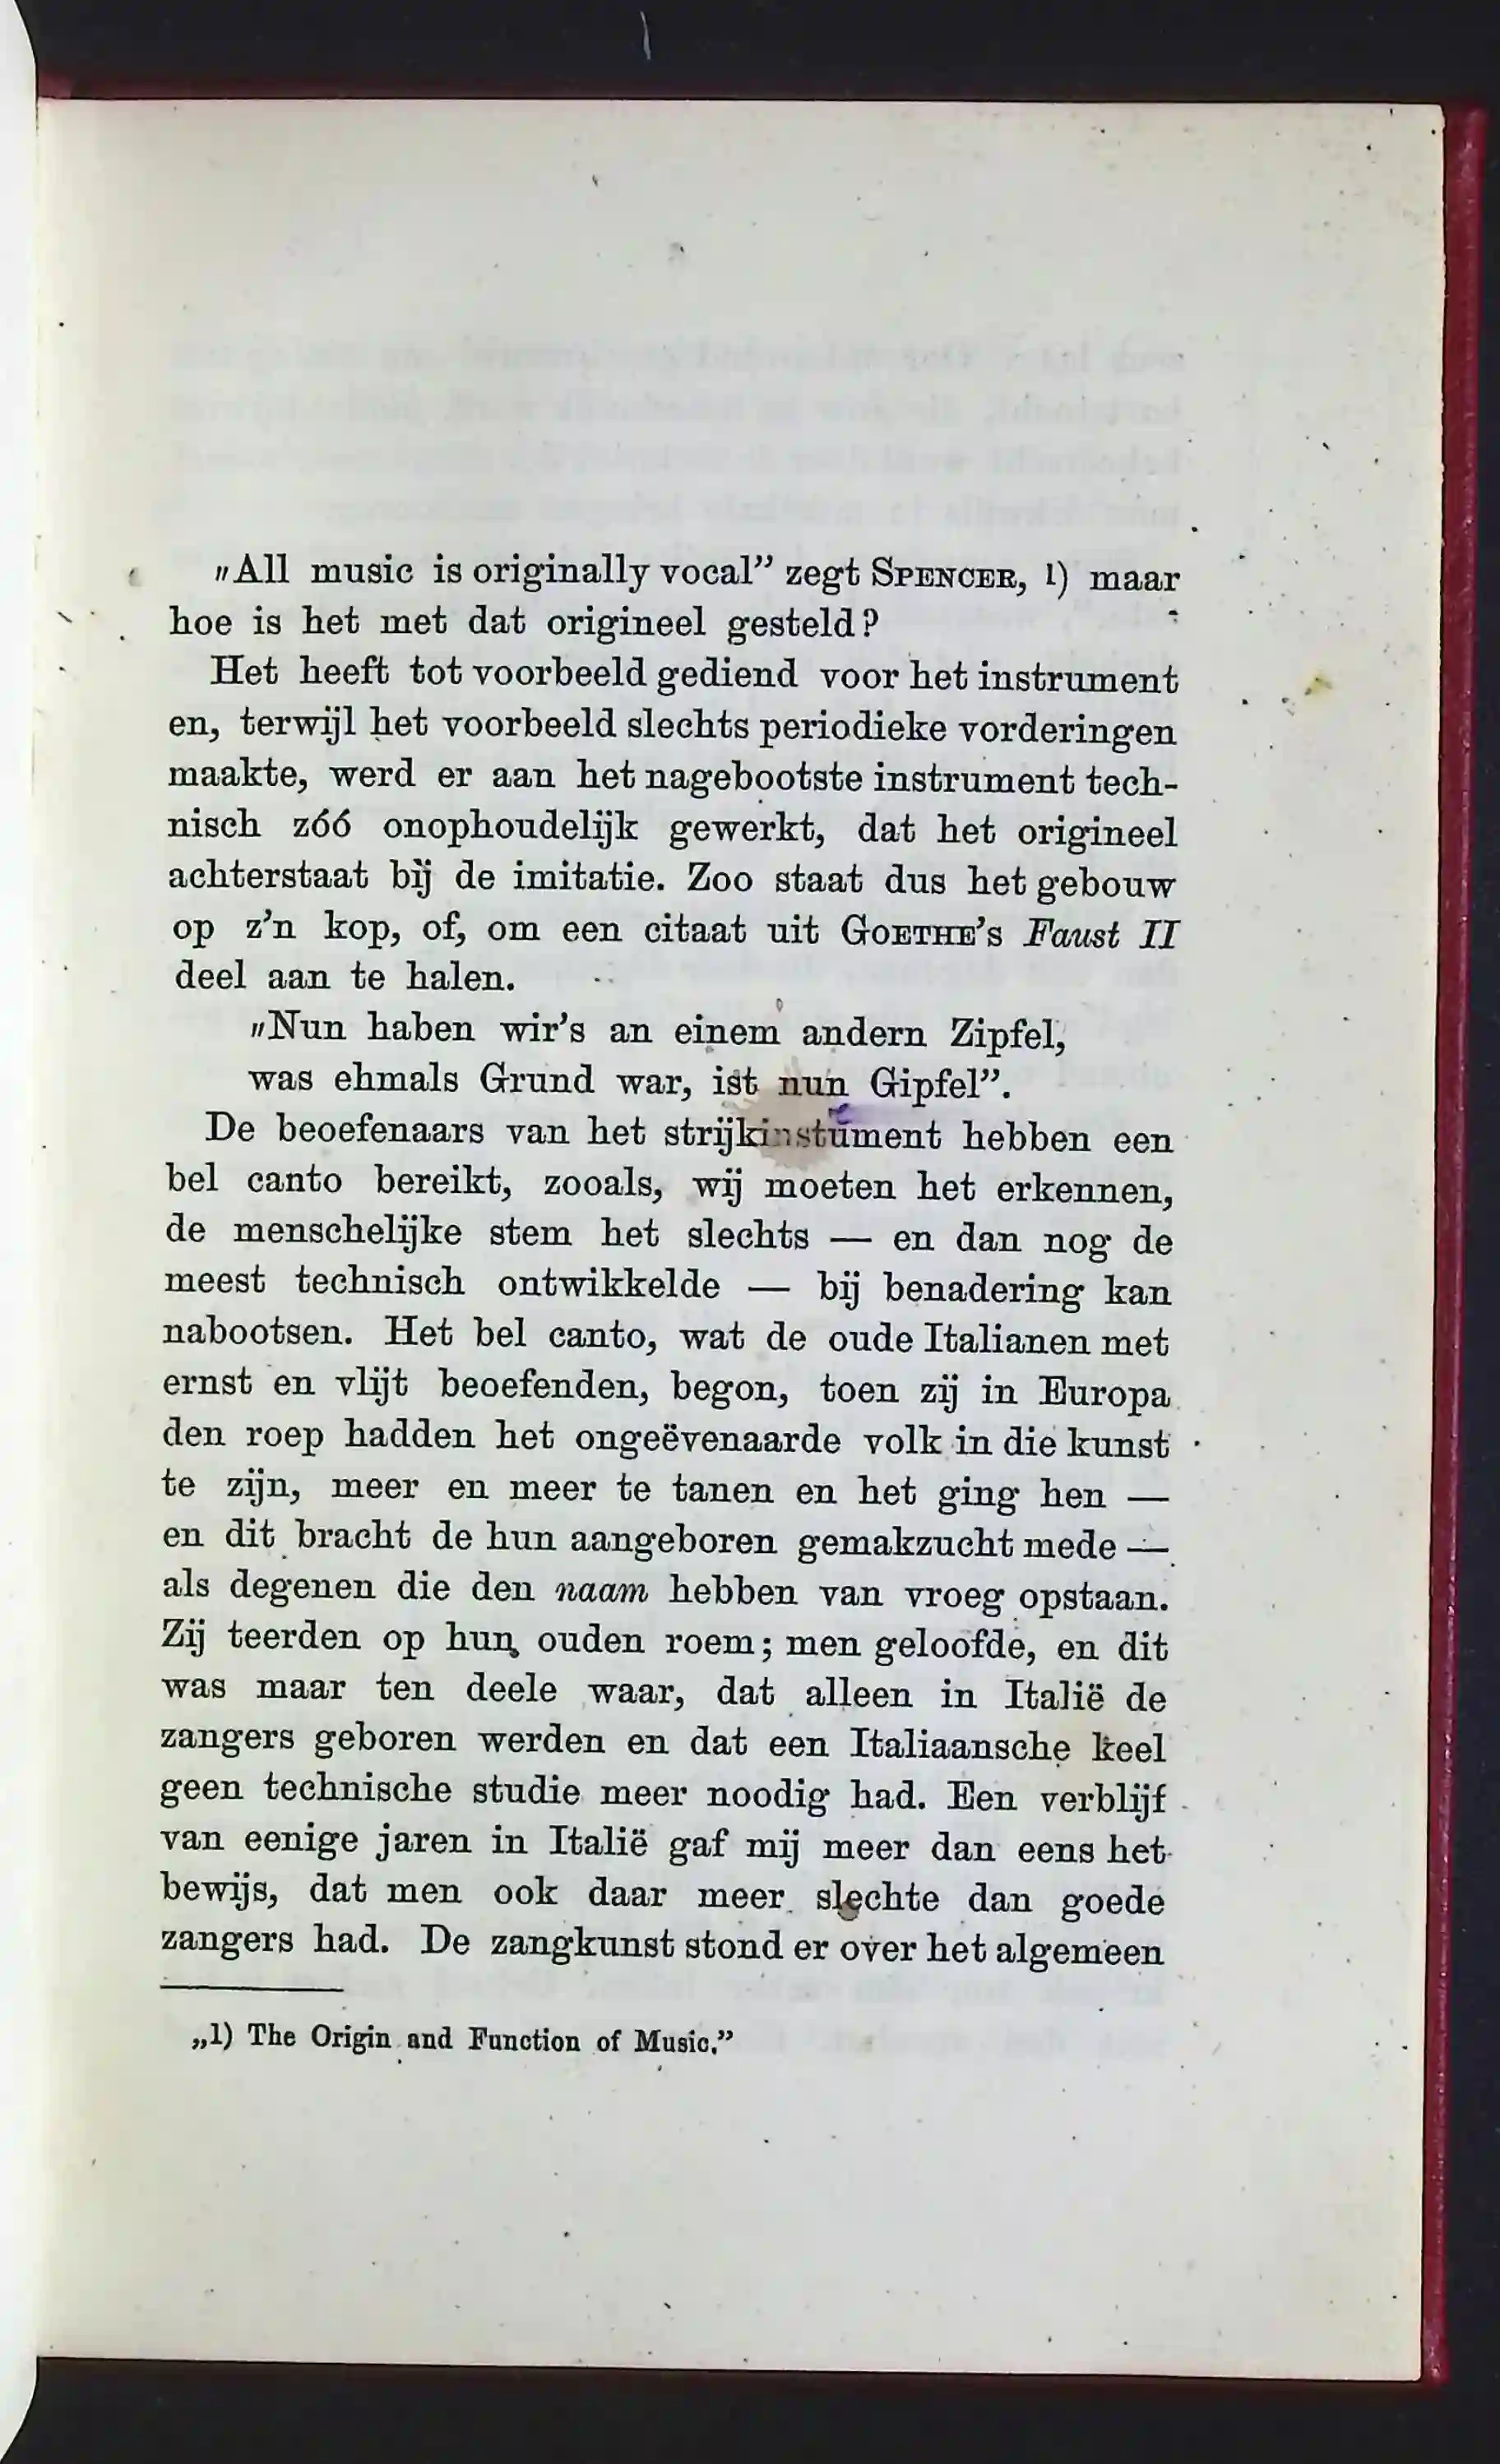 „All music is originally vocal” zegt Spencer, 1) maar
hoe is het met dat origineel gesteld?
Het heeft tot voorbeeld gediend voor het instrument
en, terwijl het voorbeeld slechts periodieke vorderingen
maakte, werd er aan het nagebootste instrument tech-
nisch zóó onophoudelijk gewerkt, dat het origineel
achterstaat bij de imitatie. Zoo staat dus het gebouw
op z’n kop, of, om een citaat uit Goethe’s Faust II
deel aan te halen.
„Nun haben wir’s an einem andern Zipfel,
was ehmals Grund war, ist nun Gipfel”.
De beoefenaars van het strijkinstument hebben een
bel canto bereikt, zooals, wij moeten het erkennen,
de menschelijke stem het slechts — en dan nog de
meest technisch ontwikkelde — bij benadering kan
nabootsen. Het bel canto, wat de oude Italianen met
ernst en vlijt beoefenden, begon, toen zij in Europa
den roep hadden het ongeëvenaarde volk in die kunst
te zijn, meer en meer te tanen en het ging hen —
en dit bracht de hun aangeboren gemakzucht mede —
als degenen die den naam hebben van vroeg opstaan.
Zij teerden op hun ouden roem; men geloofde, en dit
was maar ten deele waar, dat alleen in Italië de
zangers geboren werden en dat een Italiaansche keel
geen technische studie meer noodig had. Een verblijf
van eenige jaren in Italië gaf mij meer dan eens het
bewijs, dat men ook daar meer slechte dan goede
zangers had. De zangkunst stond er over het algemeen
„1) The Origin and Function of Music.”